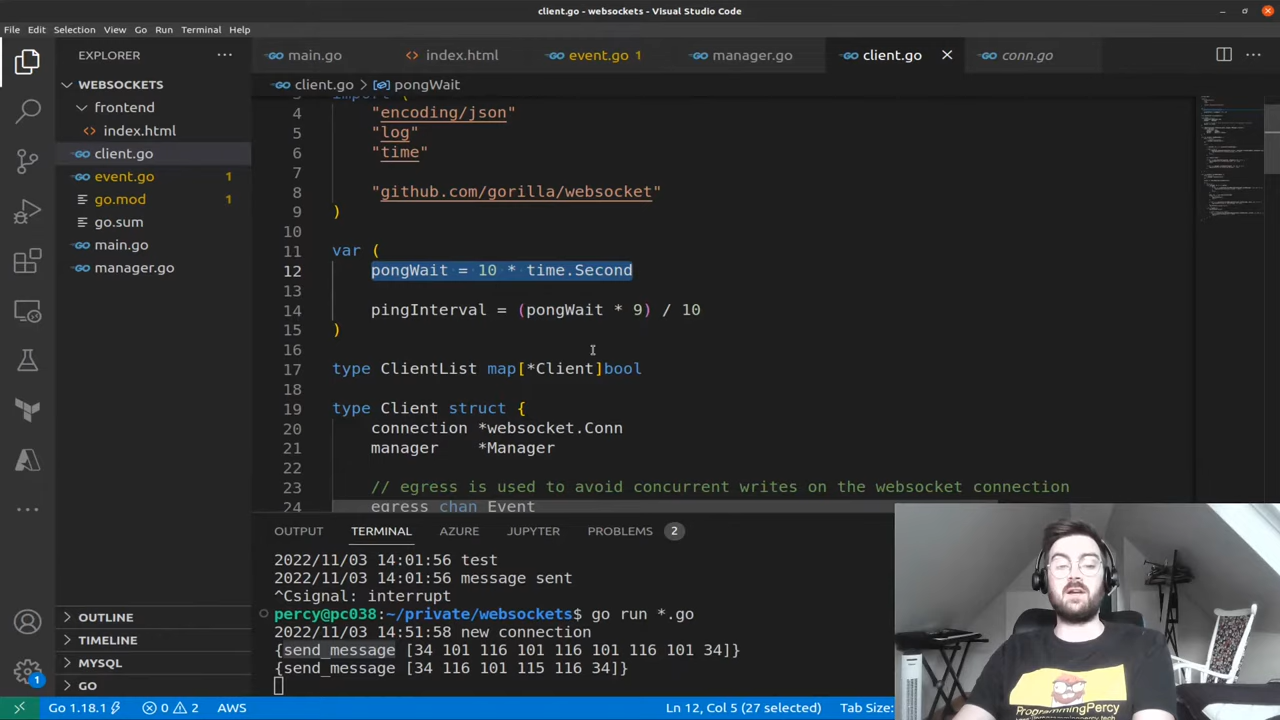 client.go - websockets - Visual Studio Code
File Edit Selection View Go Run Terminal Help
EXPLORER
WEBSOCKETS
frontend
index.html
client.go
event.go 1
go.mod 1
go.sum
main.go
manager.go
OUTLINE
TIMELINE
MYSQL
GO
main.go index.html event.go 1 manager.go client.go conn.go
client.go > pongWait
3 import (
4 "encoding/json"
5 "log"
6 "time"
7
8 "github.com/gorilla/websocket"
9 )
10
11 var (
12 pongWait = 10 * time.Second
13
14 pingInterval = (pongWait * 9) / 10
15 )
16
17 type ClientList map[*Client]bool
18
19 type Client struct {
20 connection *websocket.Conn
21 manager *Manager
22
23 // egress is used to avoid concurrent writes on the websocket connection
24 egress chan Event
OUTPUT TERMINAL AZURE JUPYTER PROBLEMS 2
2022/11/03 14:01:56 test
2022/11/03 14:01:56 message sent
^Csignal: interrupt
percy@pc038:~/private/websockets$ go run *.go
2022/11/03 14:51:58 new connection
{send_message [34 101 116 101 116 101 116 101 34]}
{send_message [34 116 101 115 116 34]}
1
Go 1.18.1 0 2 AWS Ln 12, Col 5 (27 selected) Tab Size:
ProgrammingPercy